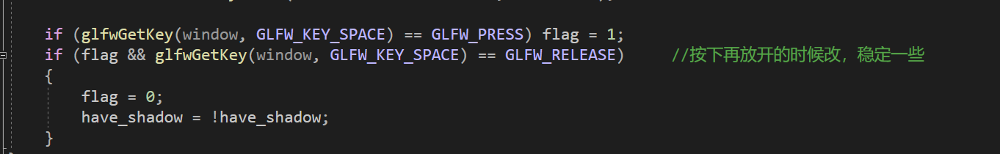 if (glfwGetKey(window, GLFW_KEY_SPACE) == GLFW_PRESS) flag = 1;
if (flag && glfwGetKey(window, GLFW_KEY_SPACE) == GLFW_RELEASE) //按下再放开的时候改，稳定一些
{
flag = 0;
have_shadow = !have_shadow;
}